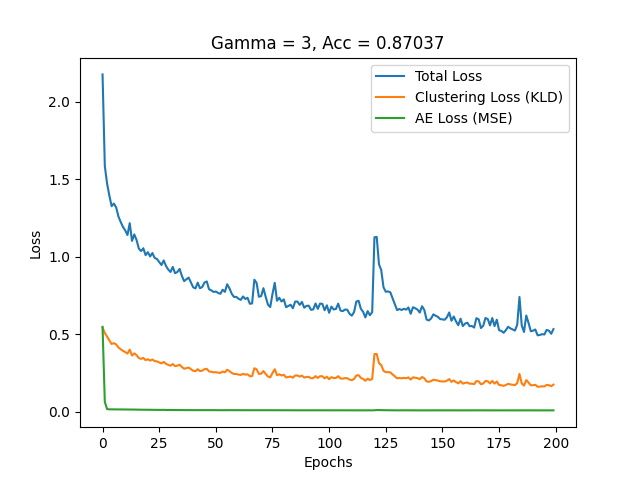 Gamma = 3, Acc = 0.87037
Total Loss
Clustering Loss (KLD)
AE Loss (MSE)
Loss
2.0
1.5
1.0
0.5
0.0
0 25 50 75 100 125 150 175 200
Epochs